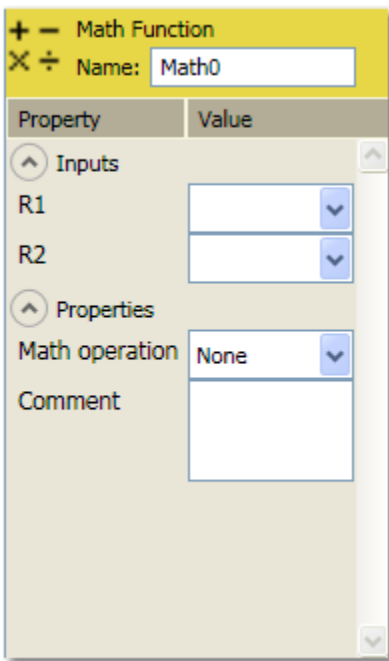 Math Function
Name: Math0
Property Value
Inputs
R1
R2
Properties
Math operation None
Comment